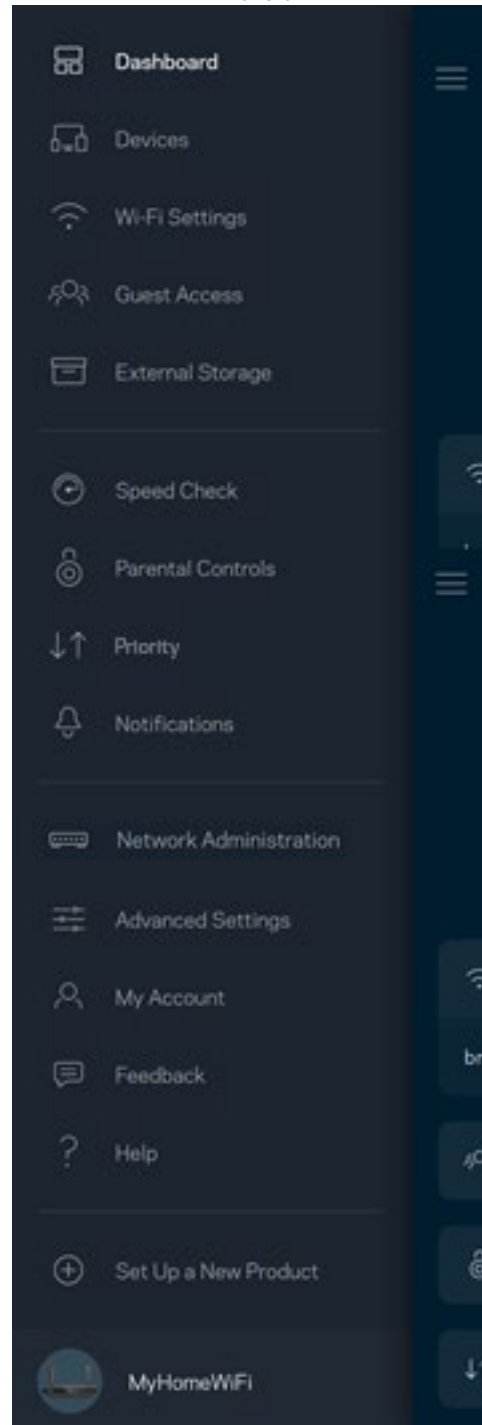 Dashboard
Devices
Wi-Fi Settings
Guest Access
External Storage
Speed Check
Parental Controls
Priority
Notifications
Network Administration
Advanced Settings
My Account
Feedback
? Help
Set Up a New Product
MyHomeWiFi
br